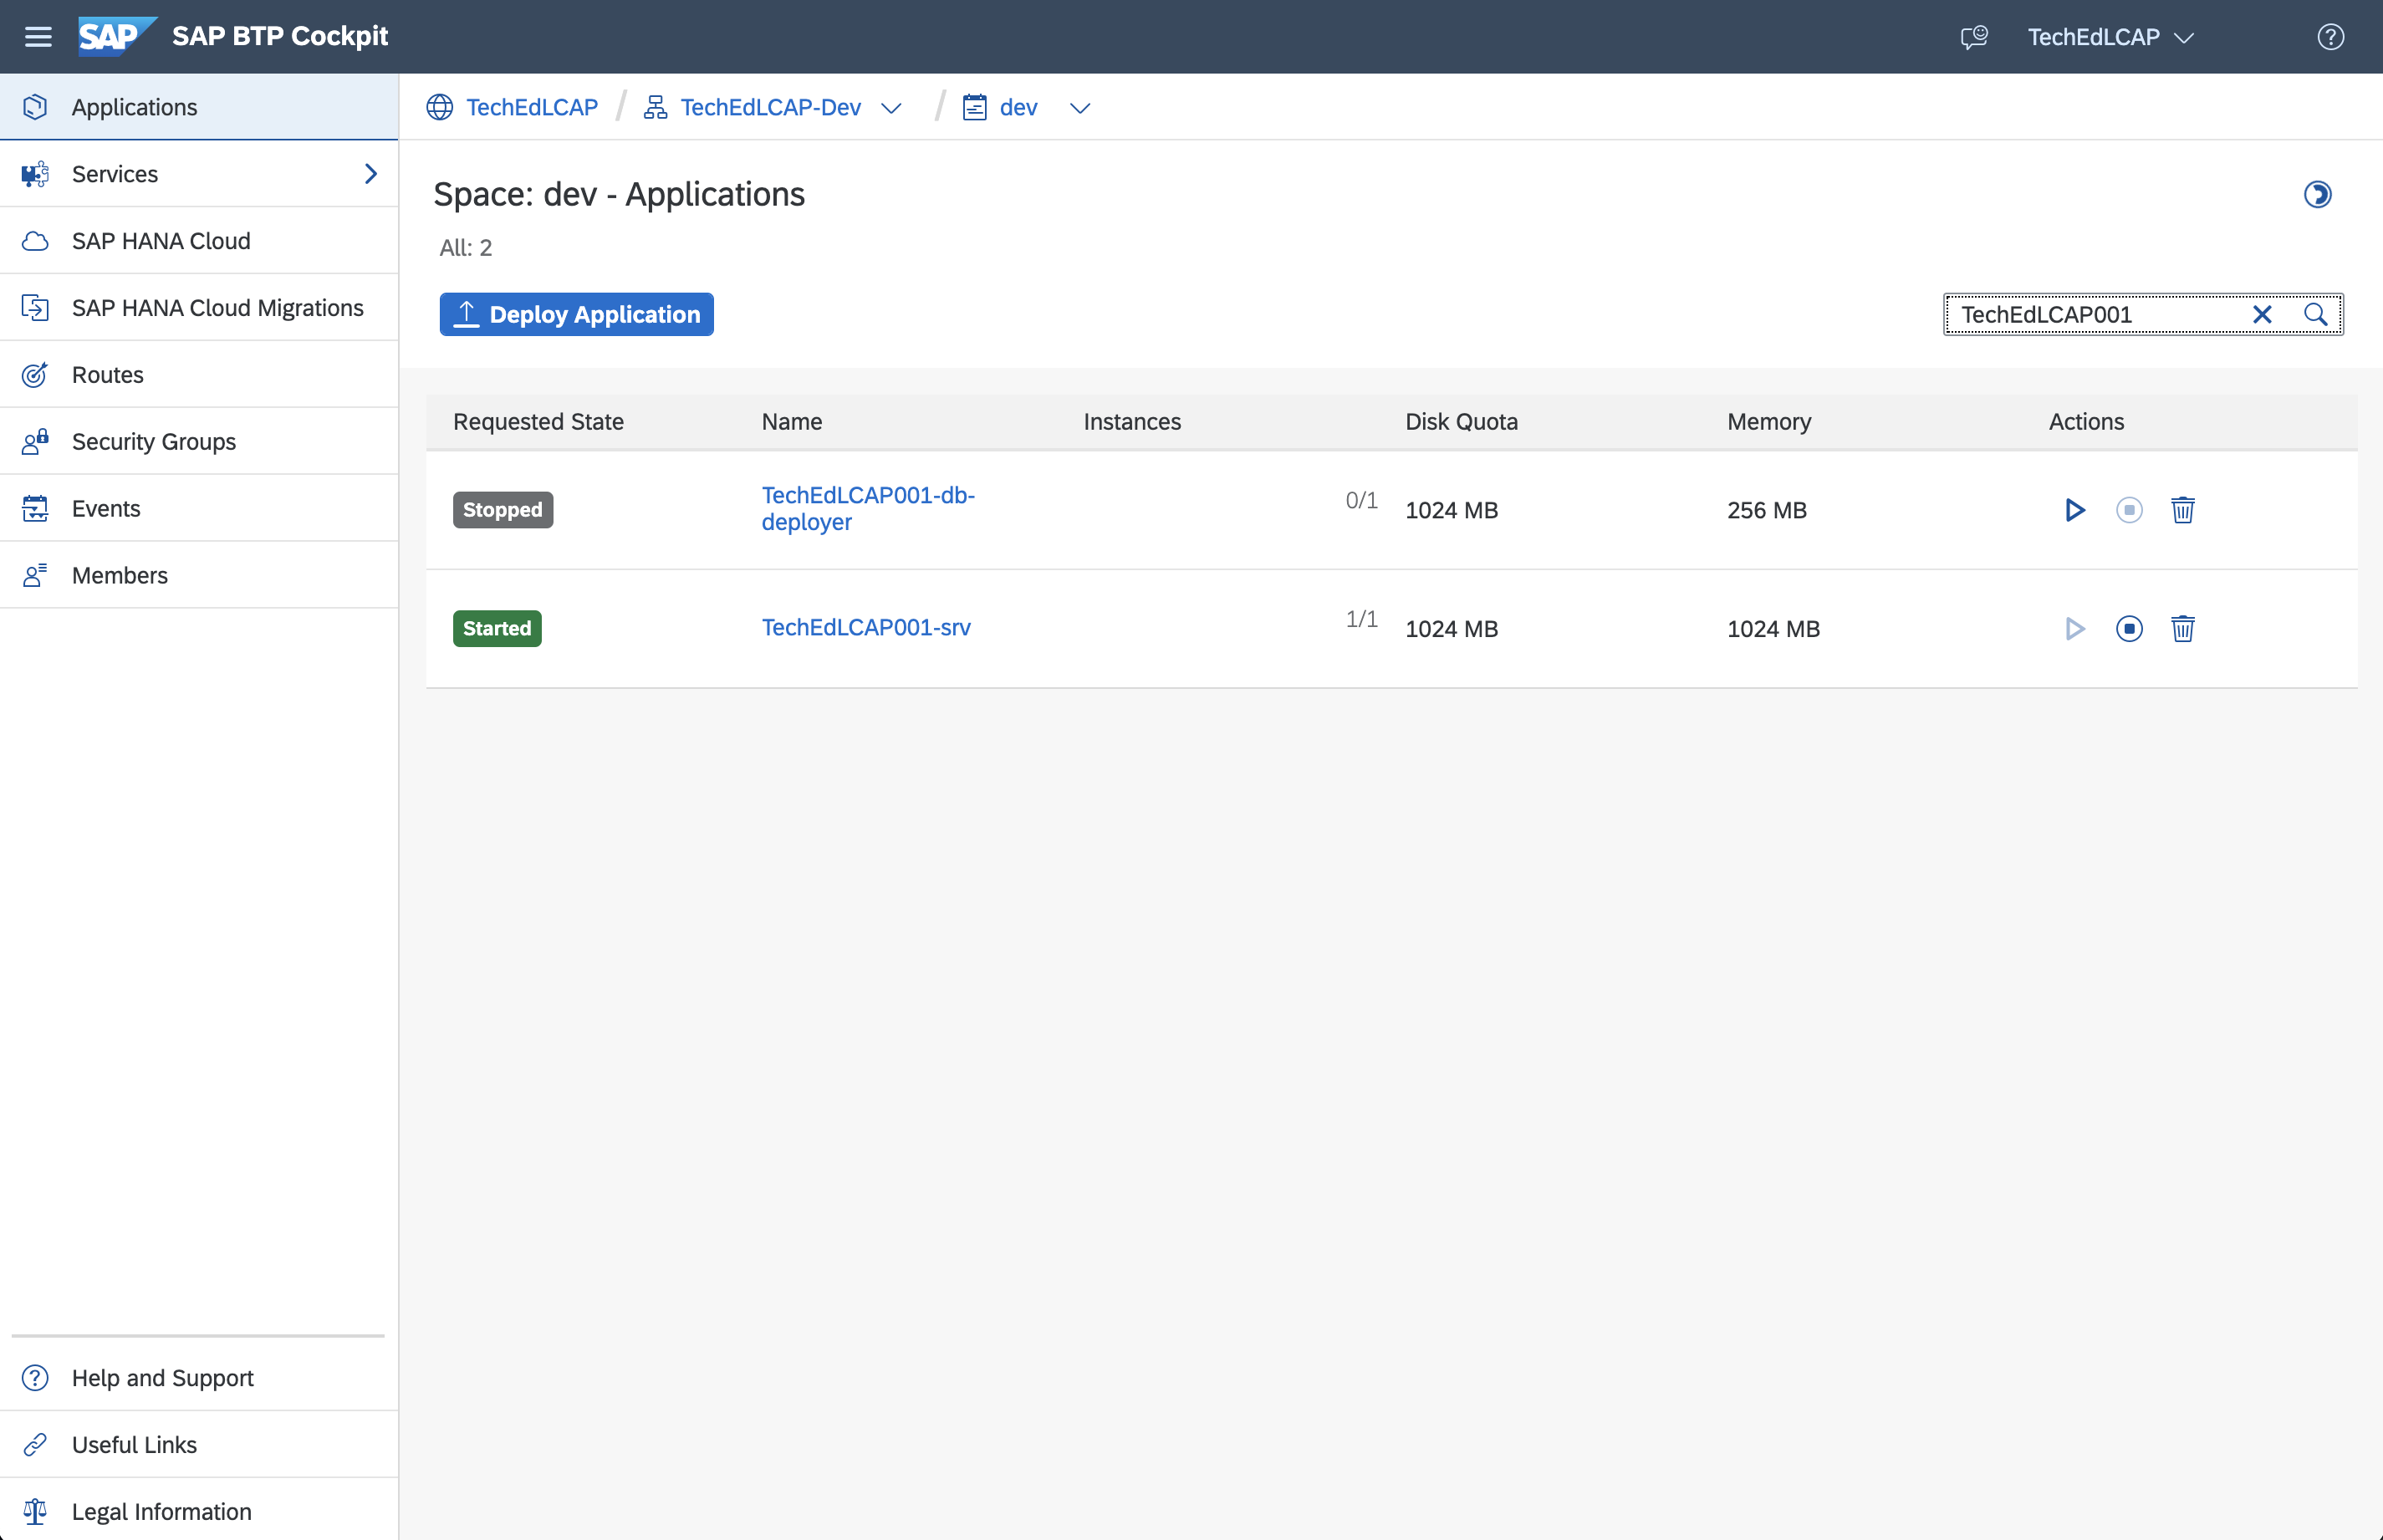 SAP SAP BTP Cockpit
TechEdLCAP
Applications
Services
SAP HANA Cloud
SAP HANA Cloud Migrations
Routes
Security Groups
Events
Members
Help and Support
Useful Links
Legal Information
TechEdLCAP / TechEdLCAP-Dev / dev
Space: dev - Applications
All: 2
Deploy Application
TechEdLCAP001
Requested State Name Instances Disk Quota Memory Actions
Stopped TechEdLCAP001-db-
deployer 0/1 1024 MB 256 MB
Started TechEdLCAP001-srv 1/1 1024 MB 1024 MB